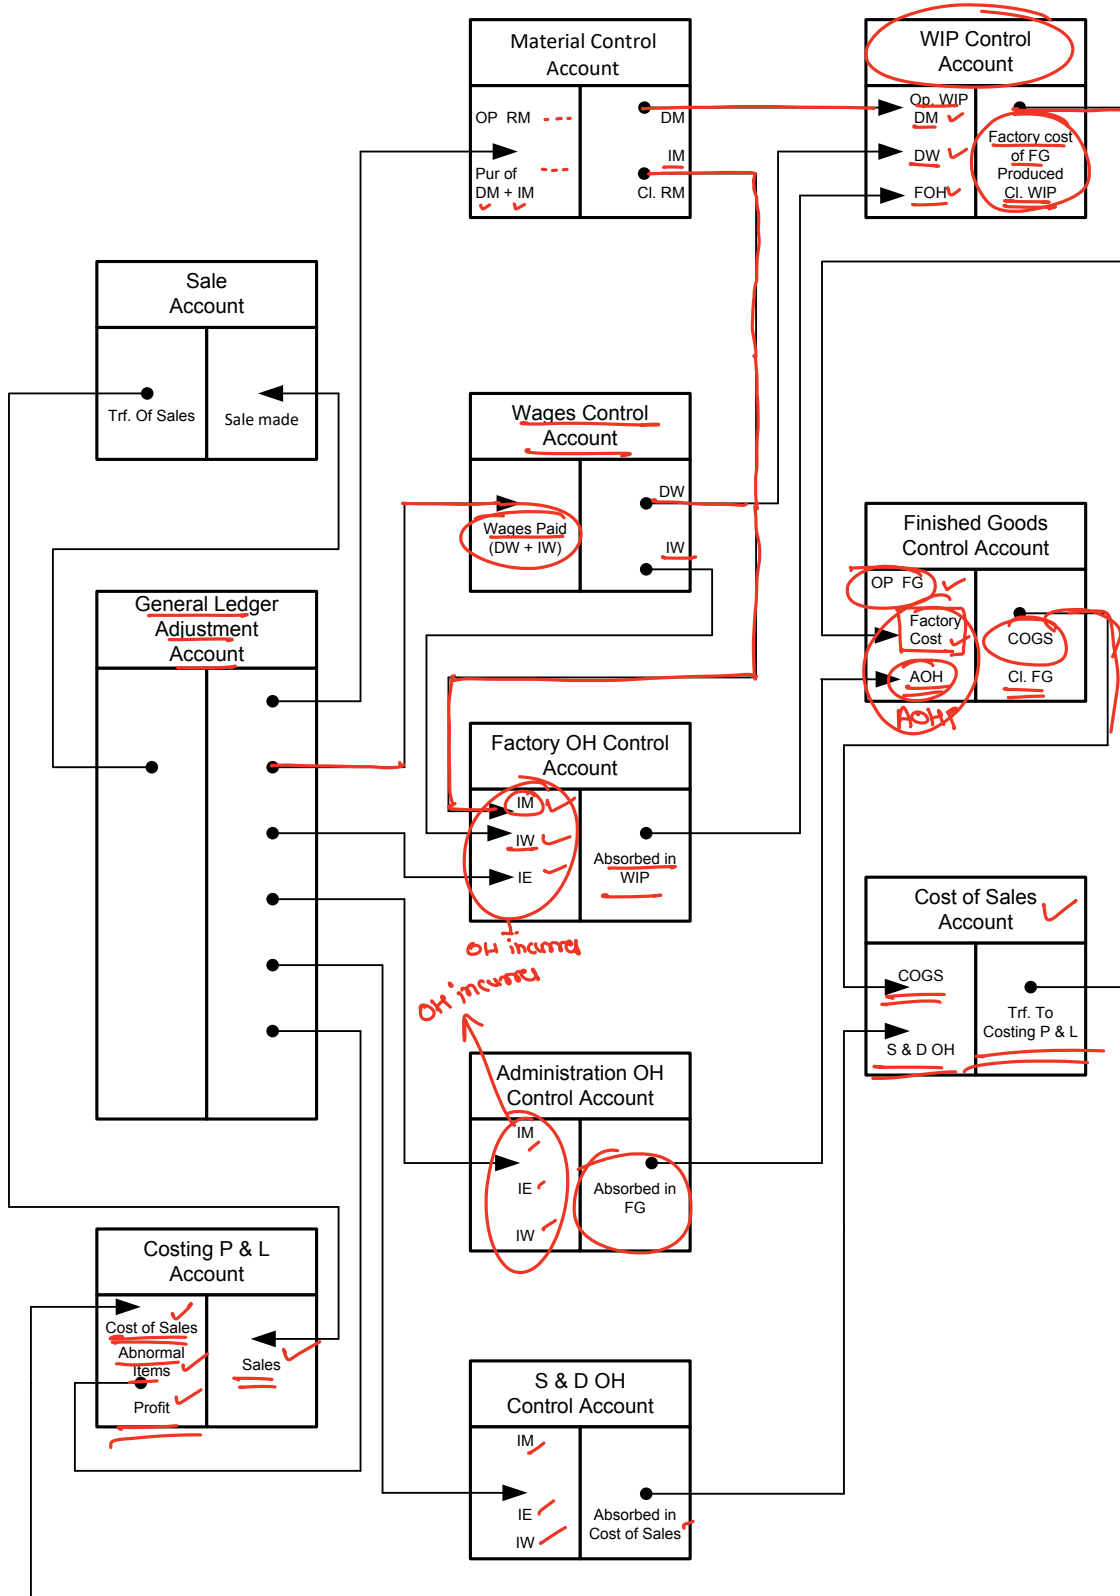 Material Control
Account
OP RM
Pur of
DM + IM
DM
IM
Cl. RM
WIP Control
Account
Op. WIP
DM
DW
FOH
Factory cost
of FG
Produced
Cl. WIP
Sale
Account
Trf. Of Sales
Sale made
Wages Control
Account
Wages Paid
(DW + IW)
DW
IW
Finished Goods
Control Account
OP FG
Factory
Cost
AOH
AOHP
COGS
Cl. FG
General Ledger
Adjustment
Account
Factory OH Control
Account
IM
IW
IE
Absorbed in
WIP
OH incurred
OH incurred
Cost of Sales
Account
COGS
S & D OH
Trf. To
Costing P & L
Administration OH
Control Account
IM
IE
IW
Absorbed in
FG
Costing P & L
Account
Cost of Sales
Abnormal
Items
Profit
Sales
S & D OH
Control Account
IM
IE
IW
Absorbed in
Cost of Sales